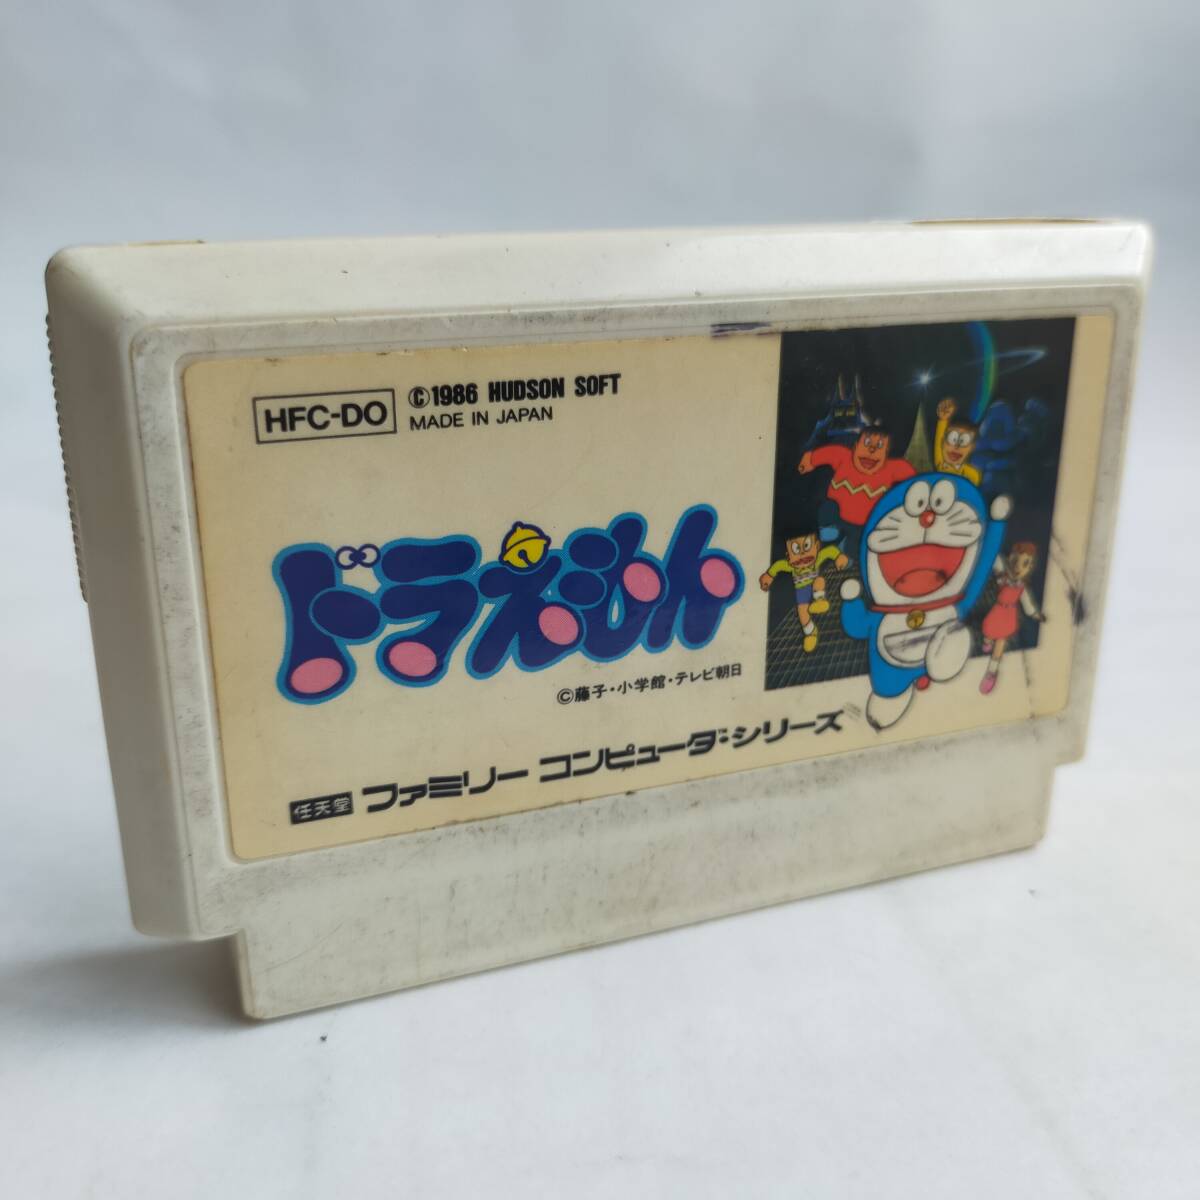 HFC-DO
©1986 HUDSON SOFT
MADE IN JAPAN
ドラえもん
©藤子・小学館・テレビ朝日
任天堂 ファミリー コンピュータ・シリーズ